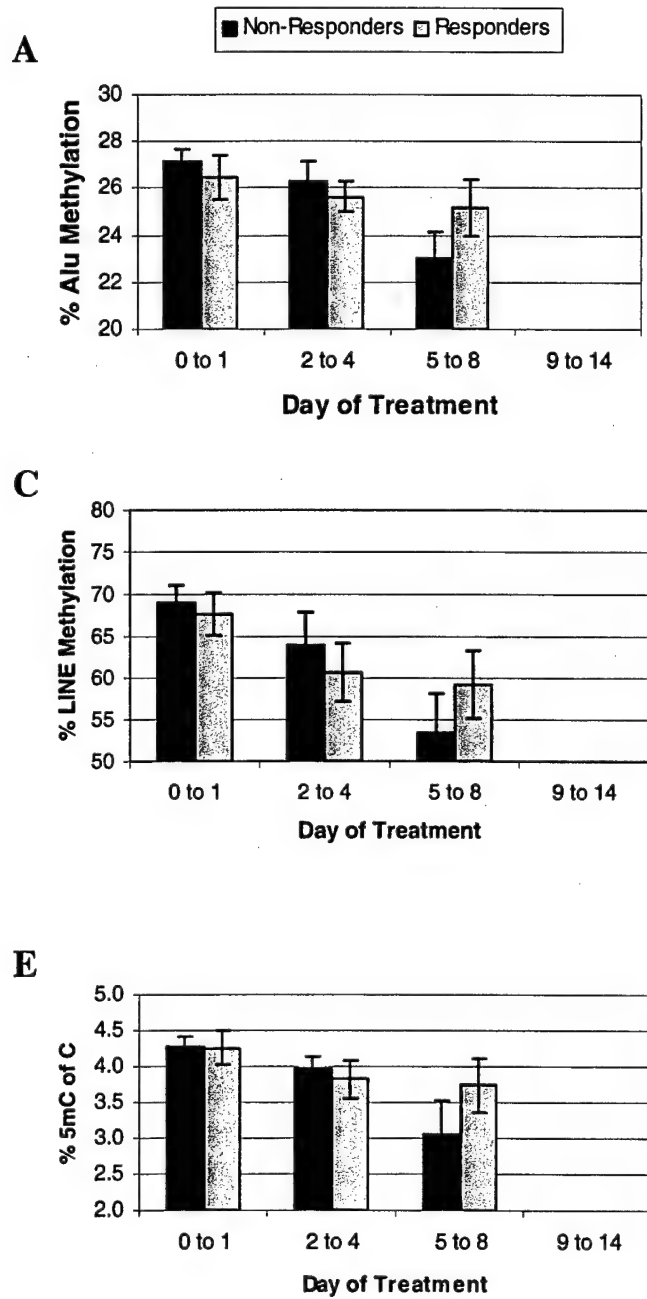 Non-Responders Responders
A
% Alu Methylation
30
28
26
24
22
20
0 to 1 2 to 4 5 to 8 9 to 14
Day of Treatment
C
% LINE Methylation
80
75
70
65
60
55
50
0 to 1 2 to 4 5 to 8 9 to 14
Day of Treatment
E
% 5mC of C
5.0
4.5
4.0
3.5
3.0
2.5
2.0
0 to 1 2 to 4 5 to 8 9 to 14
Day of Treatment